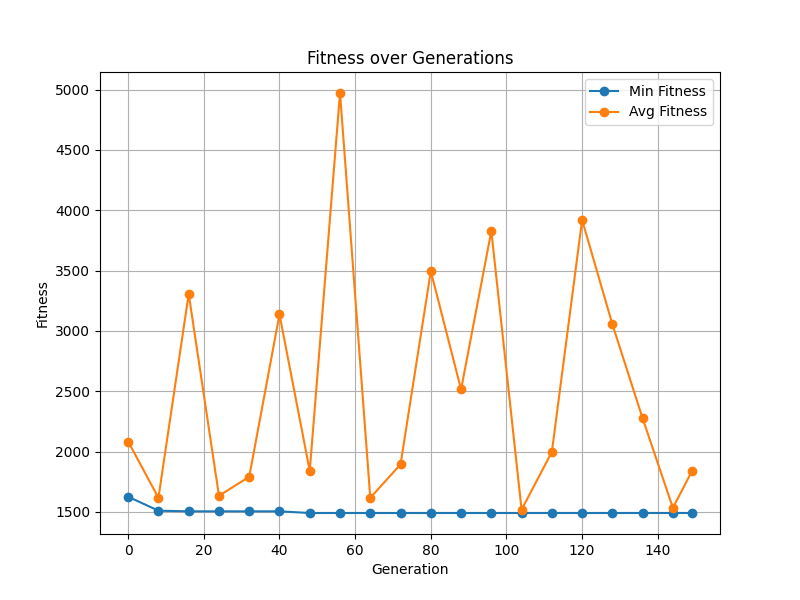 Fitness over Generations
Min Fitness
Avg Fitness
5000
4500
4000
3500
3000
2500
2000
1500
Fitness
0 20 40 60 80 100 120 140
Generation